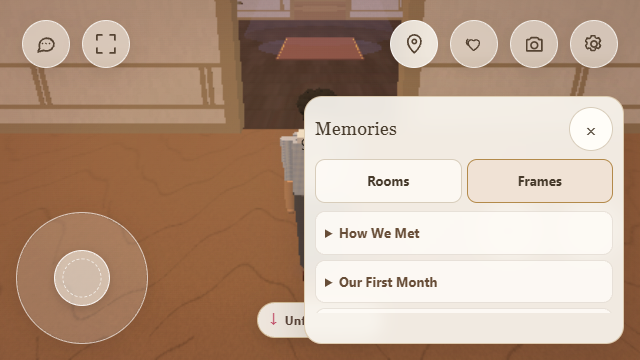 Memories
×
Rooms
Frames
▶ How We Met
▶ Our First Month
↓